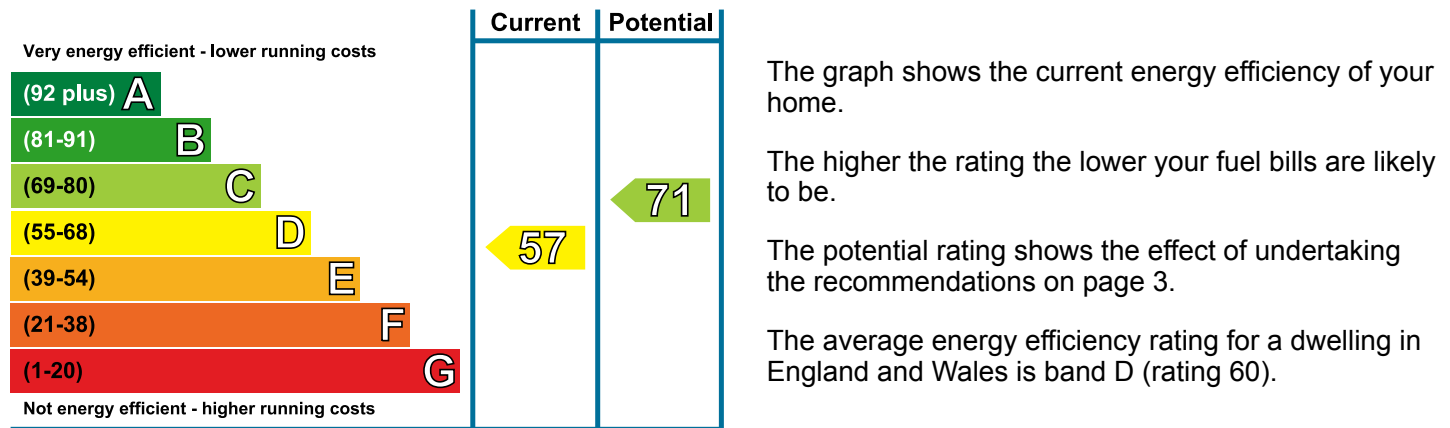 Current Potential
Very energy efficient - lower running costs
(92 plus) A
(81-91) B
(69-80) C
71
(55-68) D
57
(39-54) E
(21-38) F
(1-20) G
Not energy efficient - higher running costs
The graph shows the current energy efficiency of your
home.
The higher the rating the lower your fuel bills are likely
to be.
The potential rating shows the effect of undertaking
the recommendations on page 3.
The average energy efficiency rating for a dwelling in
England and Wales is band D (rating 60).